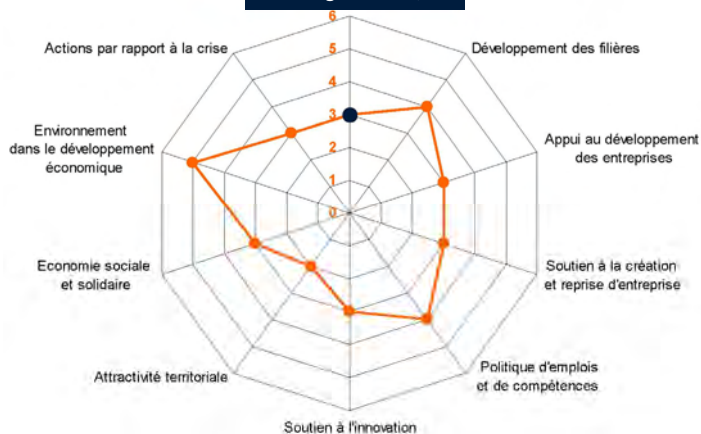 6
5
4
3
2
1
0
Développement des filières
Appui au développement
des entreprises
Soutien à la création
et reprise d'entreprise
Politique d'emplois
et de compétences
Soutien à l'innovation
Attractivité territoriale
Economie sociale
et solidaire
Environnement
dans le développement
économique
Actions par rapport à la crise